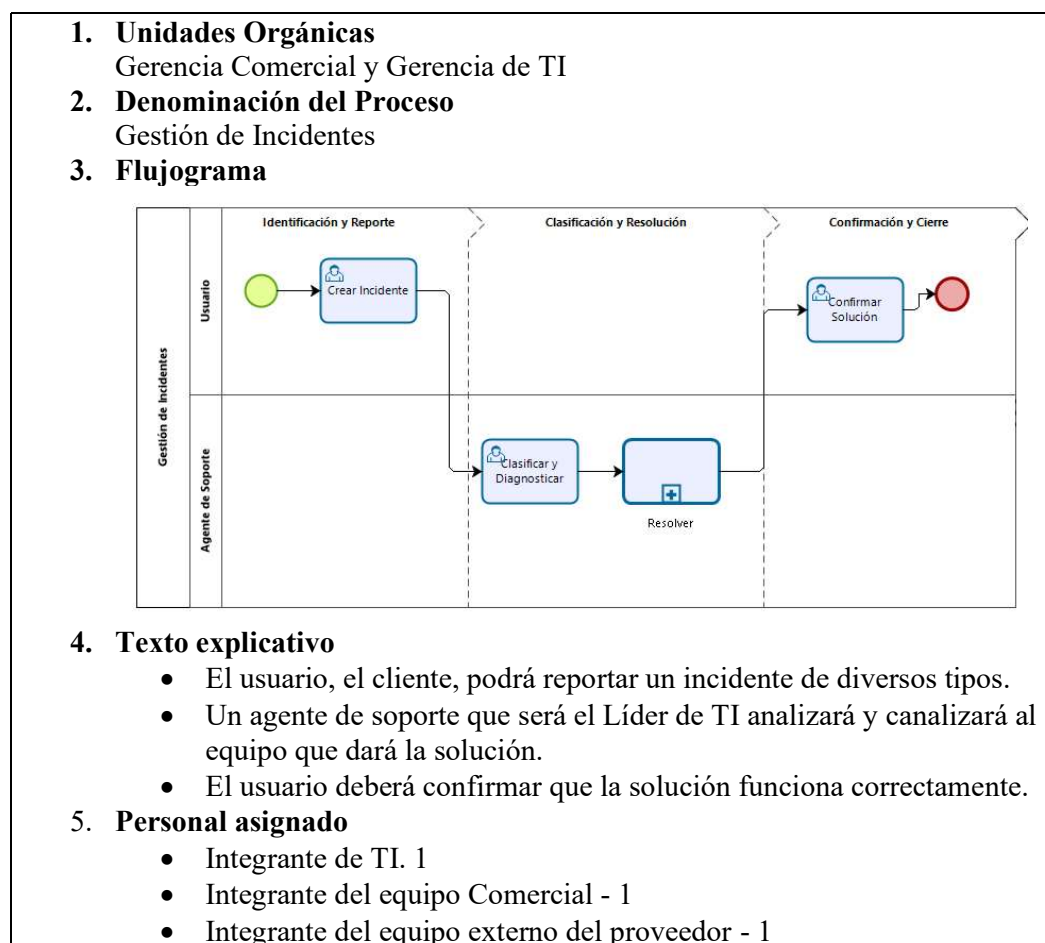 1. Unidades Orgánicas
Gerencia Comercial y Gerencia de TI
2. Denominación del Proceso
Gestión de Incidentes
3. Flujograma
Identificación y Reporte
Clasificación y Resolución
Confirmación y Cierre
Gestión de Incidentes
Usuario
Crear Incidente
Confirmar
Solución
Agente de Soporte
Clasificar y
Diagnosticar
Resolver
4. Texto explicativo
• El usuario, el cliente, podrá reportar un incidente de diversos tipos.
• Un agente de soporte que será el Líder de TI analizará y canalizará al
equipo que dará la solución.
• El usuario deberá confirmar que la solución funciona correctamente.
5. Personal asignado
• Integrante de TI. 1
• Integrante del equipo Comercial - 1
• Integrante del equipo externo del proveedor - 1